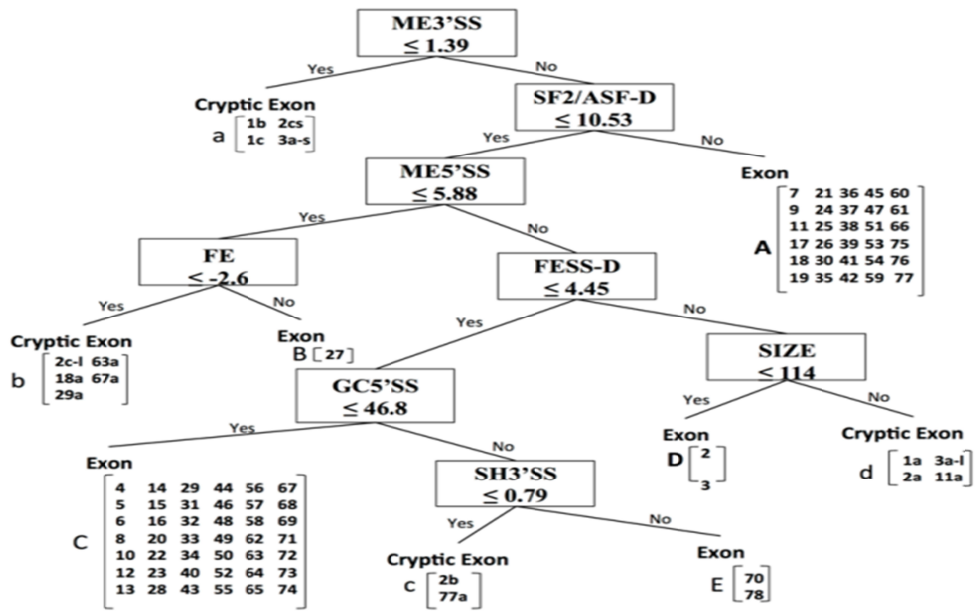 ME3'SS
≤ 1.39
Yes
No
Cryptic Exon
a
1b 2cs
1c 3a-s
SF2/ASF-D
≤ 10.53
Yes
No
ME5'SS
≤ 5.88
Exon
A
7 21 36 45 60
9 24 37 47 61
11 25 38 51 66
17 26 39 53 75
18 30 41 54 76
19 35 42 59 77
Yes
No
FE
≤ -2.6
FESS-D
≤ 4.45
Yes
No
Cryptic Exon
b
2c-l 63a
18a 67a
29a
Exon
B [27]
Yes
No
GC5'SS
≤ 46.8
SIZE
≤ 114
Yes
No
Exon
D
2
3
Cryptic Exon
d
1a 3a-l
2a 11a
Yes
No
Exon
C
4 14 29 44 56 67
5 15 31 46 57 68
6 16 32 48 58 69
8 20 33 49 62 71
10 22 34 50 63 72
12 23 40 52 64 73
13 28 43 55 65 74
SH3'SS
≤ 0.79
Yes
No
Cryptic Exon
c
2b
77a
Exon
E
70
78